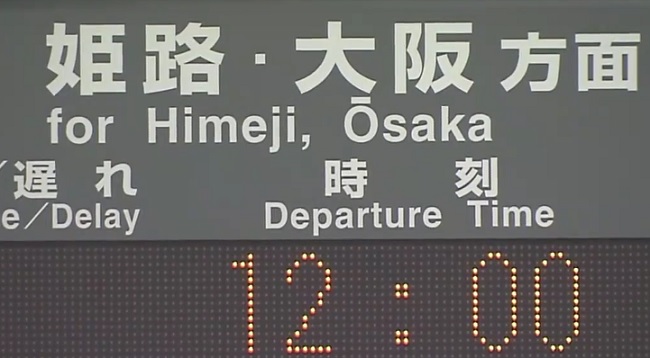 姫路・大阪方面
for Himeji, Ōsaka
/遅れ 時刻
e/Delay Departure Time
12:00